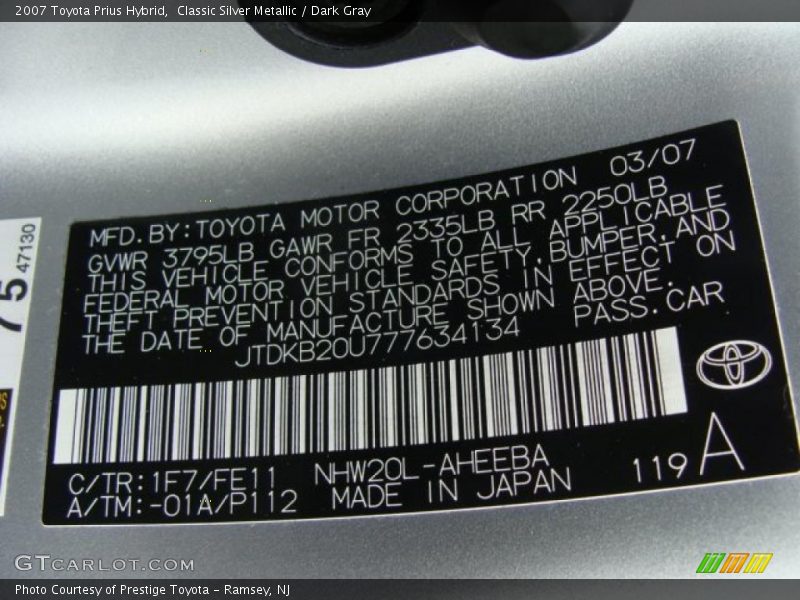 2007 Toyota Prius Hybrid,  Classic Silver Metallic / Dark Gray
MFD. BY: TOYOTA MOTOR CORPORATION 03/07
GVWR 3795LB GAWR FR 2335LB RR 2250LB
THIS VEHICLE CONFORMS TO ALL APPLICABLE
FEDERAL MOTOR VEHICLE SAFETY, BUMPER, AND
THEFT PREVENTION STANDARDS IN EFFECT ON
THE DATE OF MANUFACTURE SHOWN ABOVE.
JTDKB20U777634134 PASS. CAR
C/TR: 1F7/FE11 NHW20L-AHEEBA
A/TM: -01A/P112 MADE IN JAPAN 119 A
75
47130
GTCARLOT.COM
Photo Courtesy of Prestige Toyota - Ramsey, NJ